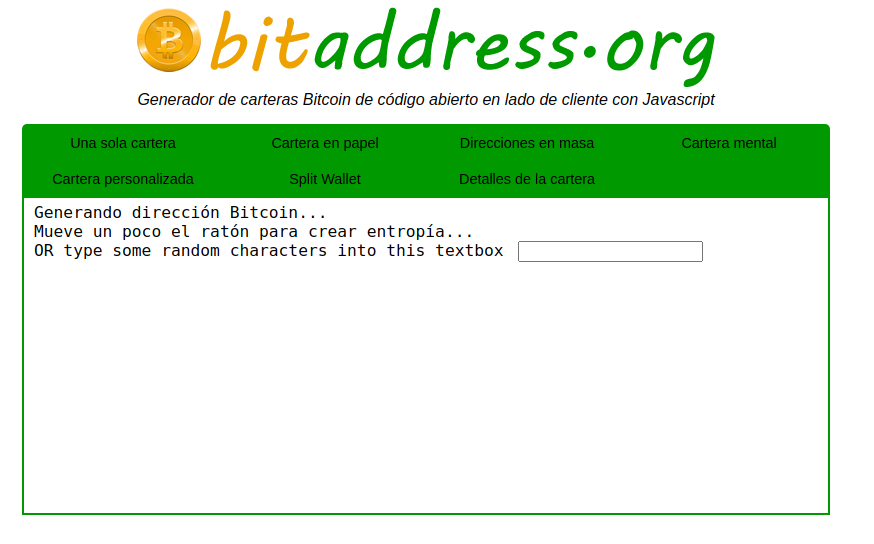 bitaddress.org
Generador de carteras Bitcoin de código abierto en lado de cliente con Javascript
Una sola cartera Cartera en papel Direcciones en masa Cartera mental
Cartera personalizada Split Wallet Detalles de la cartera
Generando dirección Bitcoin...
Mueve un poco el ratón para crear entropía...
OR type some random characters into this textbox